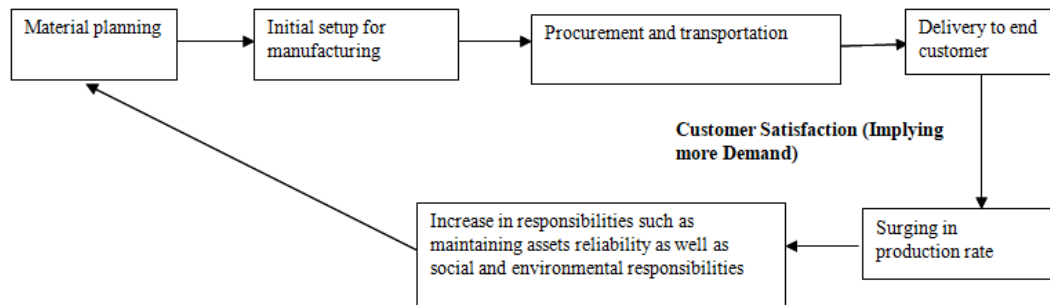 Material planning
Initial setup for
manufacturing
Procurement and transportation
Delivery to end
customer
Customer Satisfaction (Implying
more Demand)
Surging in
production rate
Increase in responsibilities such as
maintaining assets reliability as well as
social and environmental responsibilities